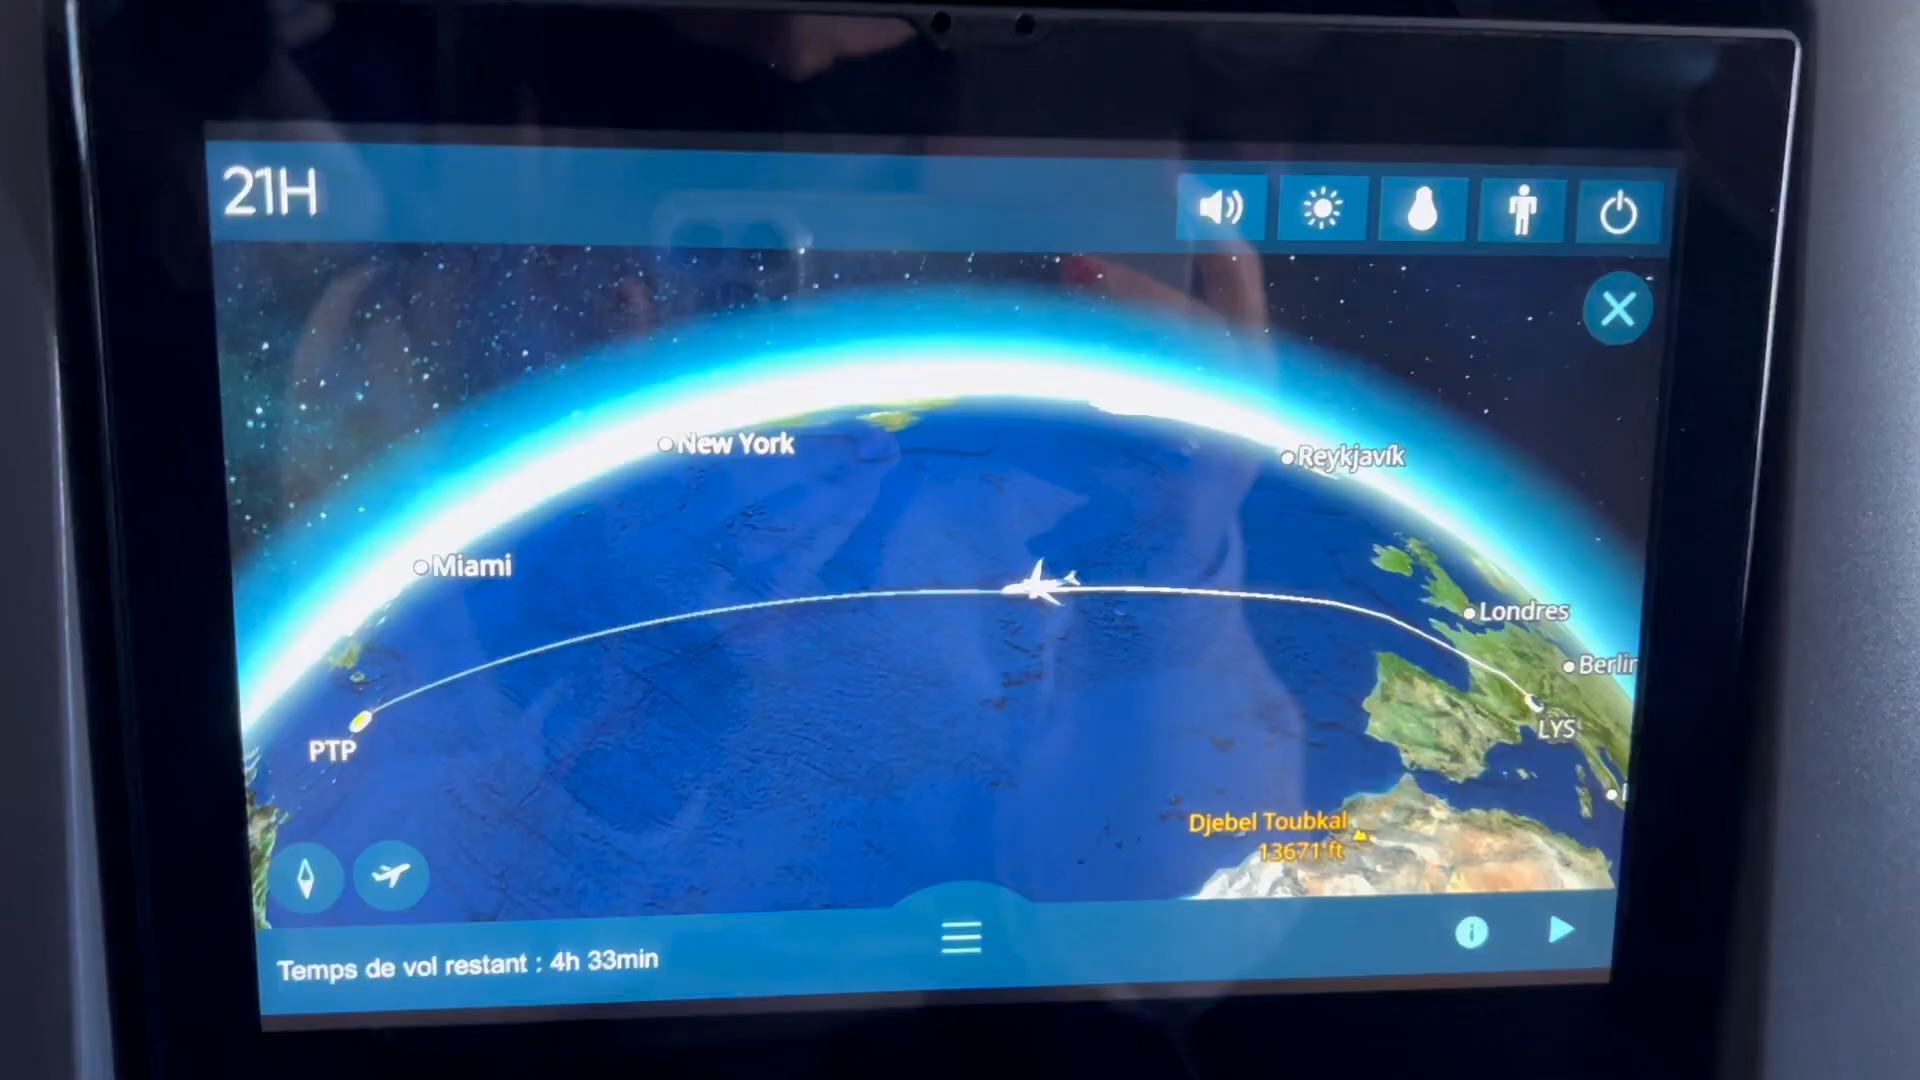 21H
New York
Reykjavík
Miami
Londres
Berlin
PTP
LYS
Djebel Toubkal
13671 ft
Temps de vol restant : 4h 33min